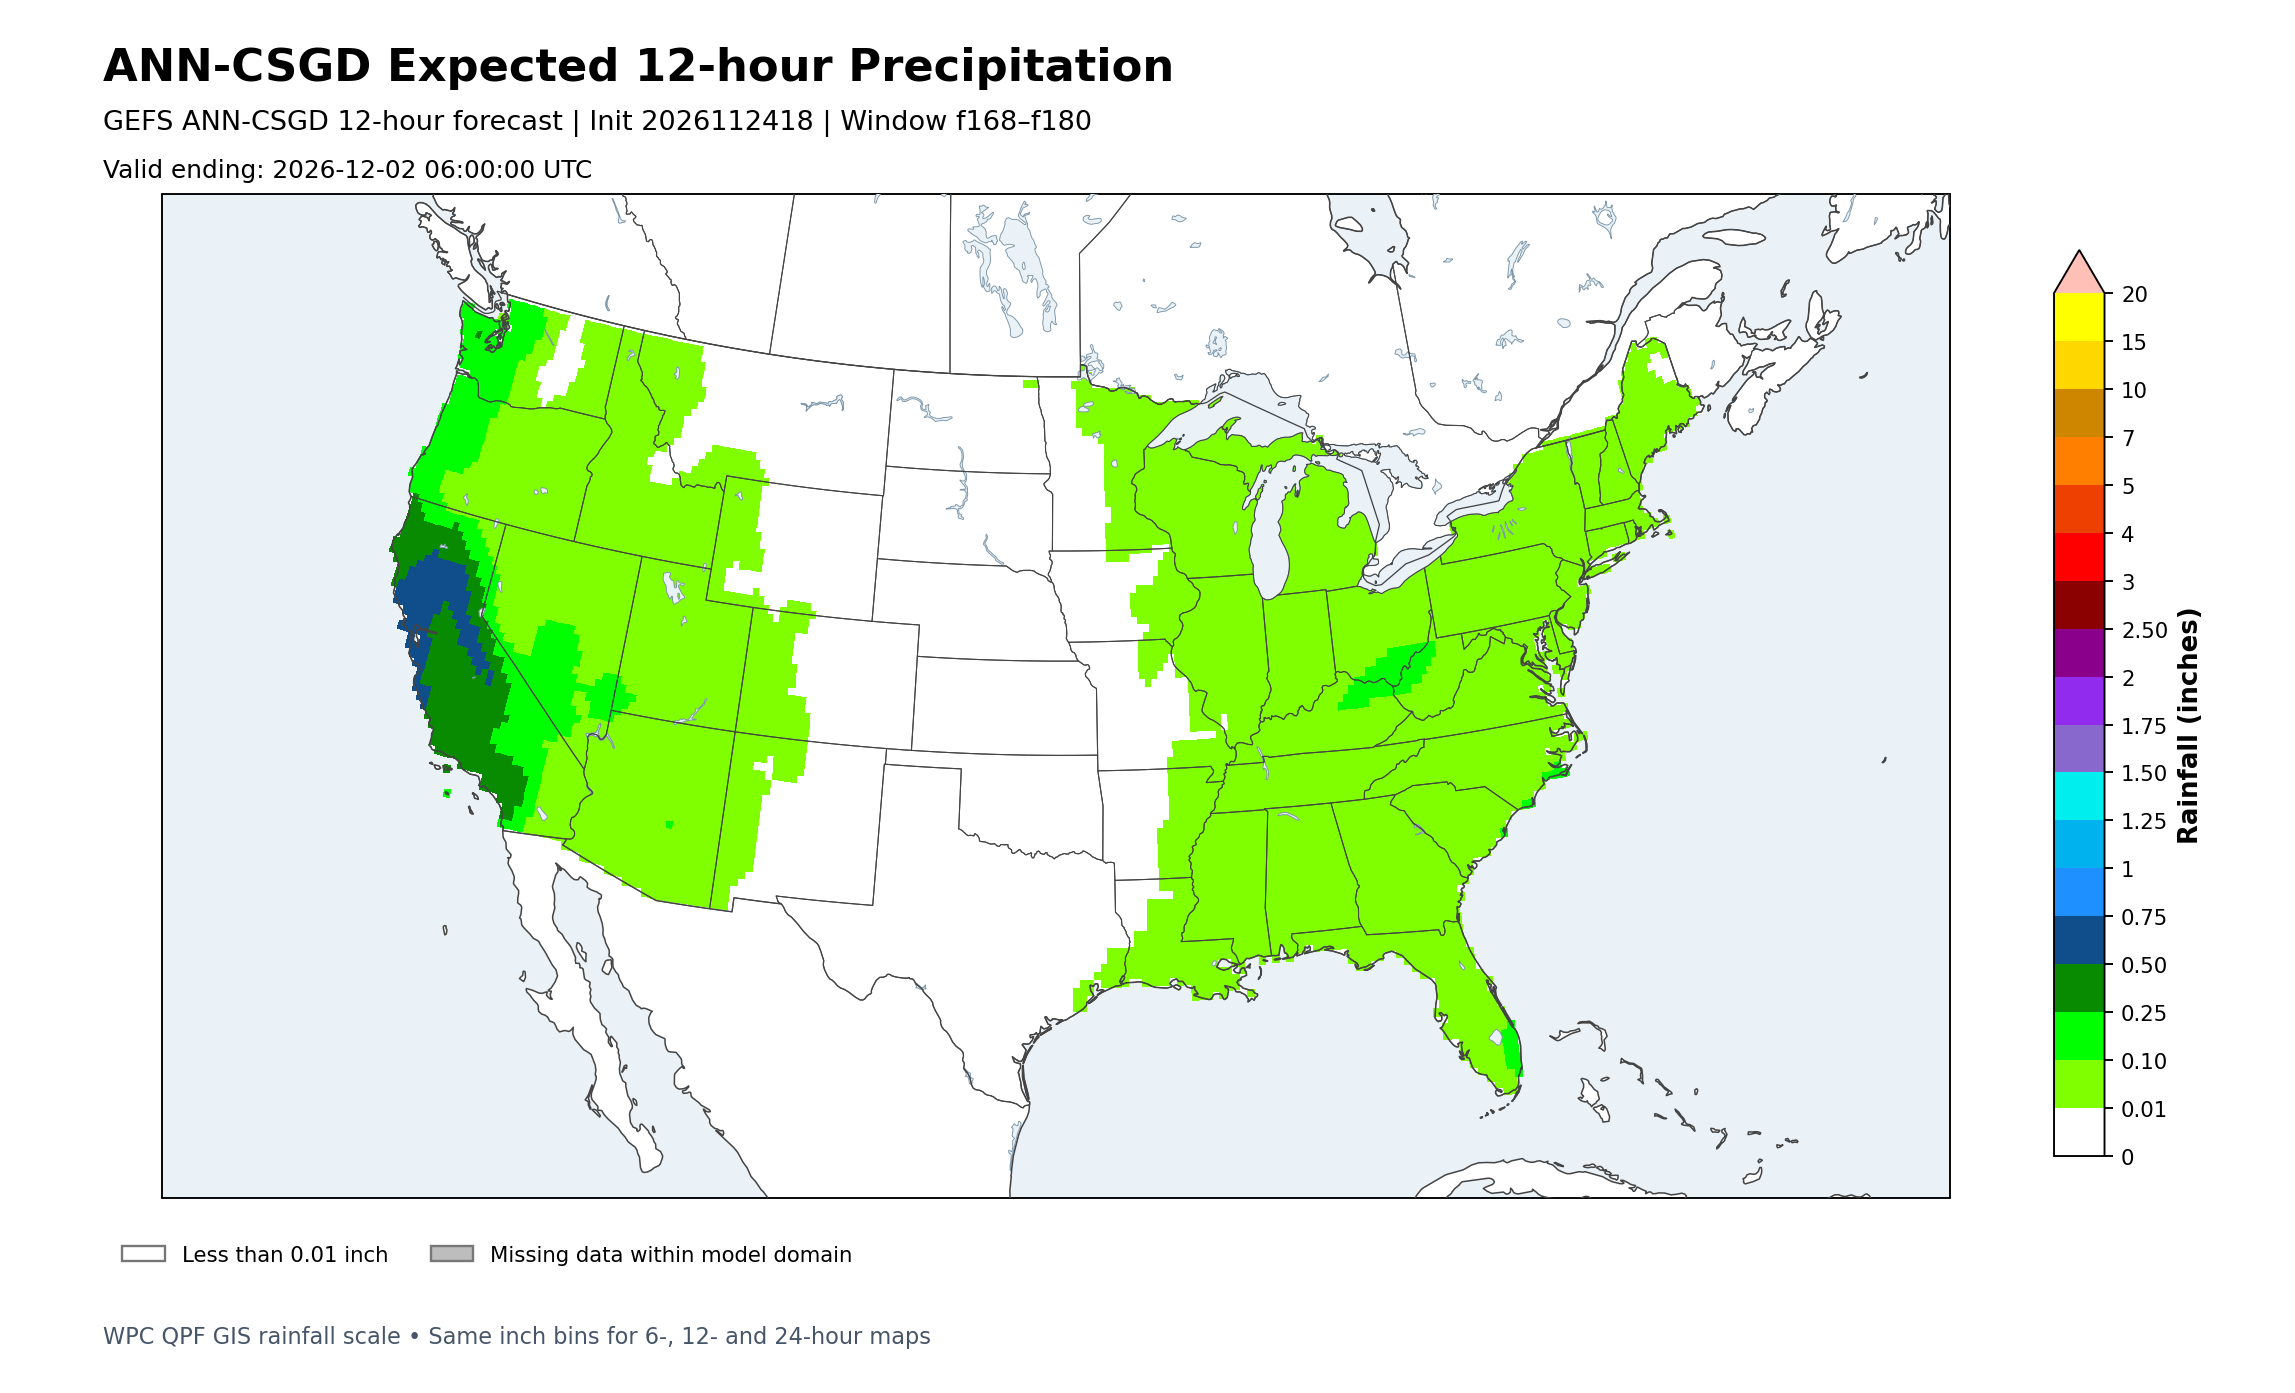 ANN-CSGD Expected 12-hour Precipitation
GEFS ANN-CSGD 12-hour forecast | Init 2026112418 | Window f168–f180
Valid ending: 2026-12-02 06:00:00 UTC
20
15
10
7
5
4
3
2.50
2
1.75
1.50
1.25
1
0.75
0.50
0.25
0.10
0.01
0
Rainfall (inches)
Less than 0.01 inch
Missing data within model domain
WPC QPF GIS rainfall scale • Same inch bins for 6-, 12- and 24-hour maps